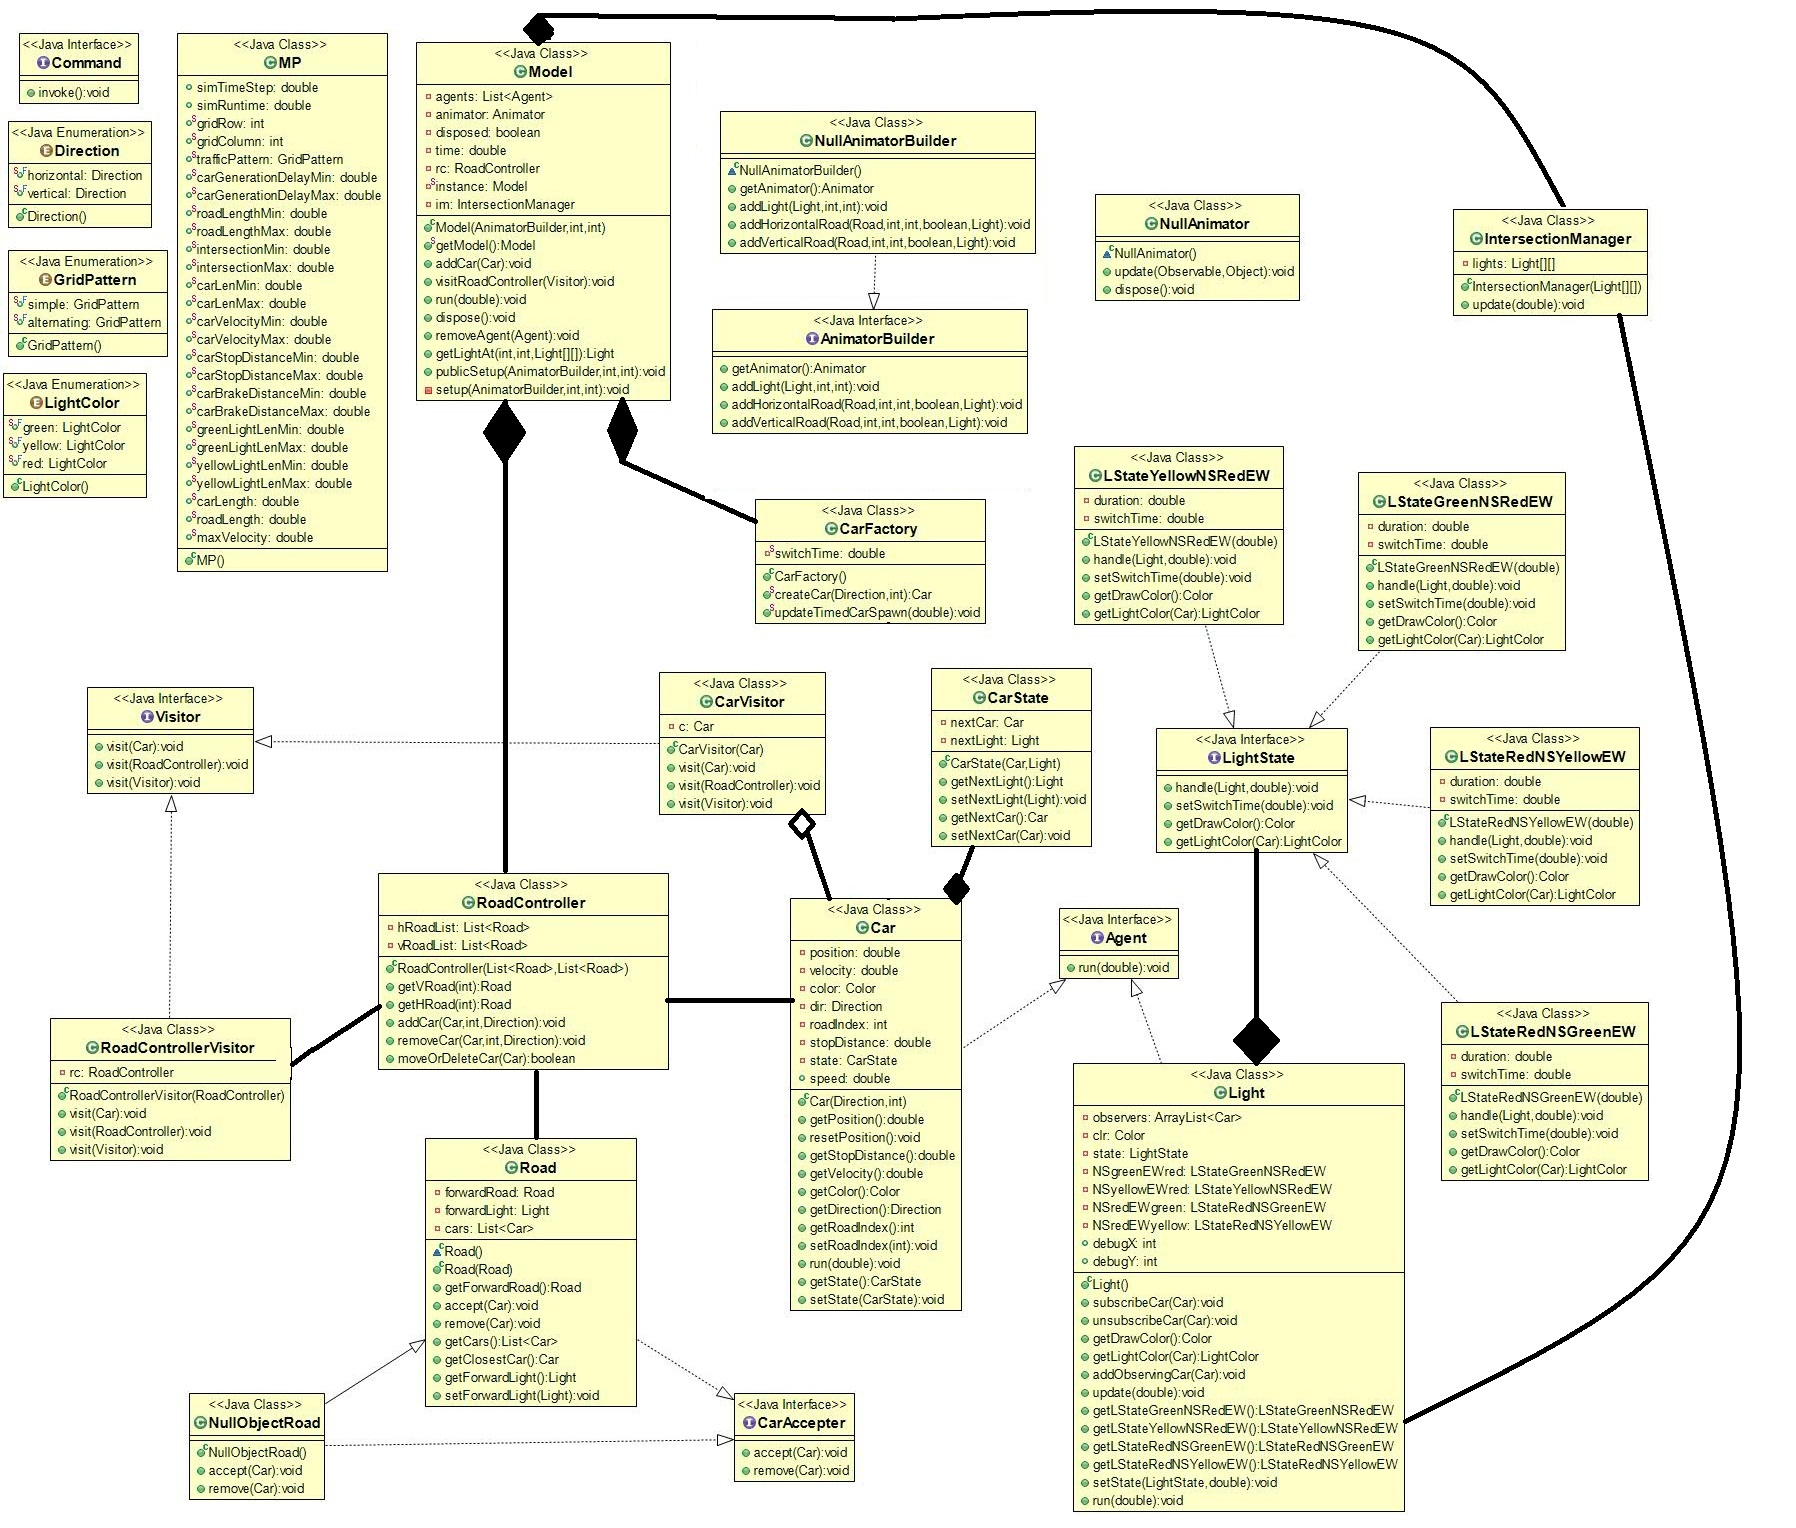 <<Java Interface>>
Command
invoke():void
<<Java Enumeration>>
Direction
horizontal: Direction
vertical: Direction
Direction()
<<Java Enumeration>>
GridPattern
simple: GridPattern
alternating: GridPattern
GridPattern()
<<Java Enumeration>>
LightColor
green: LightColor
yellow: LightColor
red: LightColor
LightColor()
<<Java Class>>
MP
simTimeStep: double
simRuntime: double
gridRow: int
gridColumn: int
trafficPattern: GridPattern
carGenerationDelayMin: double
carGenerationDelayMax: double
roadLengthMin: double
roadLengthMax: double
intersectionMin: double
intersectionMax: double
carLenMin: double
carLenMax: double
carVelocityMin: double
carVelocityMax: double
carStopDistanceMin: double
carStopDistanceMax: double
carBrakeDistanceMin: double
carBrakeDistanceMax: double
greenLightLenMin: double
greenLightLenMax: double
yellowLightLenMin: double
yellowLightLenMax: double
carLength: double
roadLength: double
maxVelocity: double
MP()
<<Java Class>>
Model
agents: List<Agent>
animator: Animator
disposed: boolean
time: double
rc: RoadController
instance: Model
im: IntersectionManager
Model(AnimatorBuilder,int,int)
getModel():Model
addCar(Car):void
visitRoadController(Visitor):void
run(double):void
dispose():void
removeAgent(Agent):void
getLightAt(int,int,Light[][]):Light
publicSetup(AnimatorBuilder,int,int):void
setup(AnimatorBuilder,int,int):void
<<Java Class>>
NullAnimatorBuilder
NullAnimatorBuilder()
getAnimator():Animator
addLight(Light,int,int):void
addHorizontalRoad(Road,int,int,boolean,Light):void
addVerticalRoad(Road,int,int,boolean,Light):void
<<Java Interface>>
AnimatorBuilder
getAnimator():Animator
addLight(Light,int,int):void
addHorizontalRoad(Road,int,int,boolean,Light):void
addVerticalRoad(Road,int,int,boolean,Light):void
<<Java Class>>
NullAnimator
NullAnimator()
update(Observable,Object):void
dispose():void
<<Java Class>>
IntersectionManager
lights: Light[][]
IntersectionManager(Light[][])
update(double):void
<<Java Class>>
CarFactory
switchTime: double
CarFactory()
createCar(Direction,int):Car
updateTimedCarSpawn(double):void
<<Java Class>>
LStateYellowNSRedEW
duration: double
switchTime: double
LStateYellowNSRedEW(double)
handle(Light,double):void
setSwitchTime(double):void
getDrawColor():Color
getLightColor(Car):LightColor
<<Java Class>>
LStateGreenNSRedEW
duration: double
switchTime: double
LStateGreenNSRedEW(double)
handle(Light,double):void
setSwitchTime(double):void
getDrawColor():Color
getLightColor(Car):LightColor
<<Java Interface>>
Visitor
visit(Car):void
visit(RoadController):void
visit(Visitor):void
<<Java Class>>
CarVisitor
c: Car
CarVisitor(Car)
visit(Car):void
visit(RoadController):void
visit(Visitor):void
<<Java Class>>
CarState
nextCar: Car
nextLight: Light
CarState(Car,Light)
getNextLight():Light
setNextLight(Light):void
getNextCar():Car
setNextCar(Car):void
<<Java Interface>>
LightState
handle(Light,double):void
setSwitchTime(double):void
getDrawColor():Color
getLightColor(Car):LightColor
<<Java Class>>
LStateRedNSYellowEW
duration: double
switchTime: double
LStateRedNSYellowEW(double)
handle(Light,double):void
setSwitchTime(double):void
getDrawColor():Color
getLightColor(Car):LightColor
<<Java Class>>
RoadController
hRoadList: List<Road>
vRoadList: List<Road>
RoadController(List<Road>,List<Road>)
getVRoad(int):Road
getHRoad(int):Road
addCar(Car,int,Direction):void
removeCar(Car,int,Direction):void
moveOrDeleteCar(Car):boolean
<<Java Class>>
Car
position: double
velocity: double
color: Color
dir: Direction
roadIndex: int
stopDistance: double
state: CarState
speed: double
Car(Direction,int)
getPosition():double
resetPosition():void
getStopDistance():double
getVelocity():double
getColor():Color
getDirection():Direction
getRoadIndex():int
setRoadIndex(int):void
run(double):void
getState():CarState
setState(CarState):void
<<Java Interface>>
Agent
run(double):void
<<Java Class>>
LStateRedNSGreenEW
duration: double
switchTime: double
LStateRedNSGreenEW(double)
handle(Light,double):void
setSwitchTime(double):void
getDrawColor():Color
getLightColor(Car):LightColor
<<Java Class>>
RoadControllerVisitor
rc: RoadController
RoadControllerVisitor(RoadController)
visit(Car):void
visit(RoadController):void
visit(Visitor):void
<<Java Class>>
Road
forwardRoad: Road
forwardLight: Light
cars: List<Car>
Road()
Road(Road)
getForwardRoad():Road
accept(Car):void
remove(Car):void
getCars():List<Car>
getClosestCar():Car
getForwardLight():Light
setForwardLight(Light):void
<<Java Class>>
Light
observers: ArrayList<Car>
clr: Color
state: LightState
NSgreenEWred: LStateGreenNSRedEW
NSyellowEWred: LStateYellowNSRedEW
NSredEWgreen: LStateRedNSGreenEW
NSredEWyellow: LStateRedNSYellowEW
debugX: int
debugY: int
Light()
subscribeCar(Car):void
unsubscribeCar(Car):void
getDrawColor():Color
getLightColor(Car):LightColor
addObservingCar(Car):void
update(double):void
getLStateGreenNSRedEW():LStateGreenNSRedEW
getLStateYellowNSRedEW():LStateYellowNSRedEW
getLStateRedNSGreenEW():LStateRedNSGreenEW
getLStateRedNSYellowEW():LStateRedNSYellowEW
setState(LightState,double):void
run(double):void
<<Java Class>>
NullObjectRoad
NullObjectRoad()
accept(Car):void
remove(Car):void
<<Java Interface>>
CarAccepter
accept(Car):void
remove(Car):void